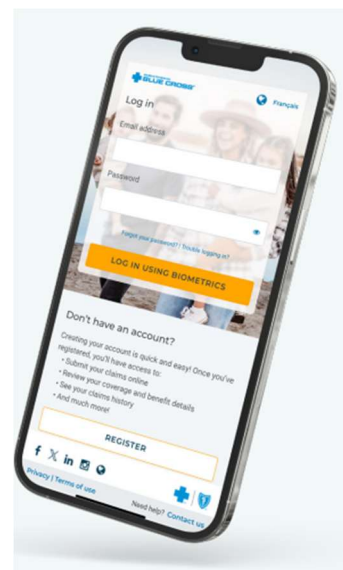 BLUE CROSS
Français
Log in
Email address
Password
Forgot your password? | Trouble logging in?
LOG IN USING BIOMETRICS
Don't have an account?
Creating your account is quick and easy! Once you've
registered, you'll have access to:
• Submit your claims online
• Review your coverage and benefit details
• See your claims history
• And much more!
REGISTER
Privacy | Terms of use
Need help? Contact us